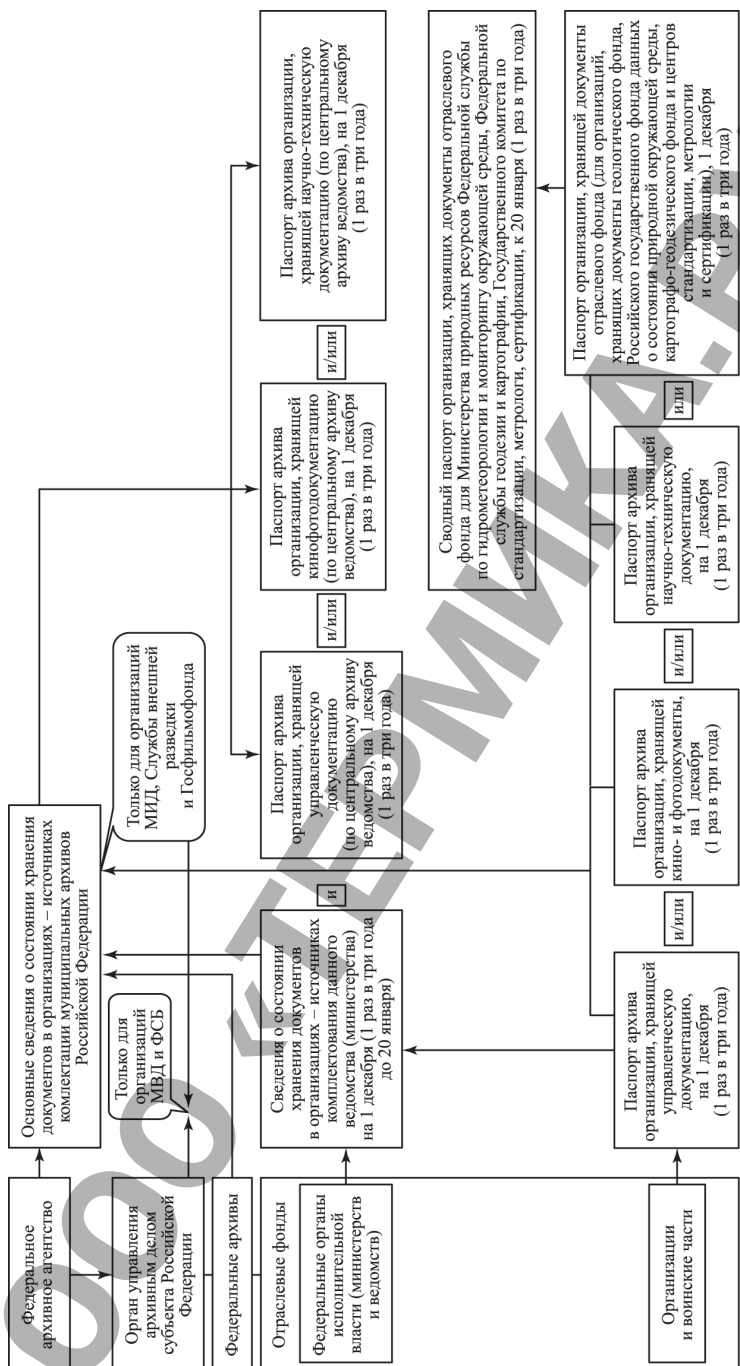 Федеральное
архивное агентство
Основные сведения о состоянии хранения
документов в организациях – источниках
комлектации муниципальных архивов
Российской Федерации
Только для организаций
МИД, Службы внешней
разведки
и Госфильмофонда
Орган управления
архивным делом
субъекта Российской
Федерации
Только для
организаций
МВД и ФСБ
Федеральные архивы
Отраслевые фонды
Федеральные органы
исполнительной
власти (министерств
и ведомств)
Сведения о состоянии
хранения документов
в организациях – источниках
комплектования данного
ведомства (министерства)
на 1 декабря (1 раз в три года
до 20 января)
и
Паспорт архива
организации, хранящей
управленческую
документацию
(по центральному архиву
ведомства), на 1 декабря
(1 раз в три года)
и/или
Паспорт архива
организации, хранящей
кинофотодокументацию
(по центральному архиву
ведомства), на 1 декабря
(1 раз в три года)
и/или
Паспорт архива организации,
хранящей научно-техническую
документацию (по центральному
архиву ведомства), на 1 декабря
(1 раз в три года)
Сводный паспорт организации, хранящих документы отраслевого
фонда для Министерства природных ресурсов Федеральной службы
по гидрометеорологии и мониторингу окружающей среды, Федеральной
службы геодезии и картографии, Государственного комитета по
стандартизации, метрологи, сертификации, к 20 января (1 раз в три года)
Организации
и воинские части
Паспорт архива
организации, хранящей
управленческую
документацию,
на 1 декабря
(1 раз в три года)
и/или
Паспорт архива
организации, хранящей
кино- и фотодокументы,
на 1 декабря
(1 раз в три года)
и/или
Паспорт архива
организации, хранящей
научно-техническую
документацию,
на 1 декабря
(1 раз в три года)
или
Паспорт организации, хранящей документы
отраслевого фонда (для организаций,
хранящих документы геологического фонда,
Российского государственного фонда данных
о состоянии природной окружающей среды,
картографо-геодезического фонда и центров
стандартизации, метрологии
и сертификации), 1 декабря
(1 раз в три года)
ООО «ТЕРМИКА.Р